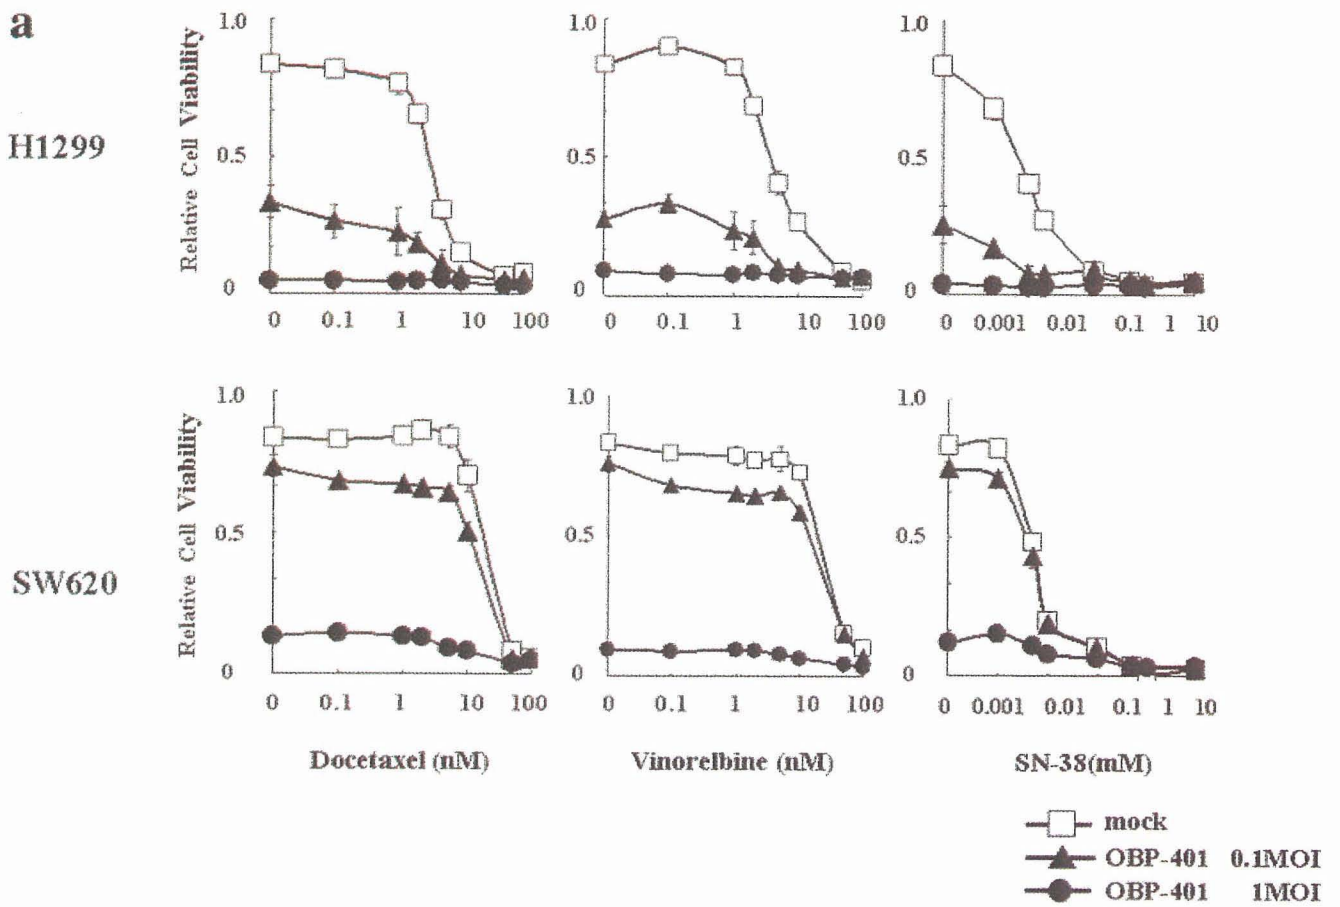 a
H1299
Relative Cell Viability
1.0
0.5
0
0 0.1 1 10 100
1.0
0.5
0
0 0.1 1 10 100
1.0
0.5
0
0 0.001 0.01 0.1 1 10
SW620
Relative Cell Viability
1.0
0.5
0
0 0.1 1 10 100
Docetaxel (nM)
1.0
0.5
0
0 0.1 1 10 100
Vinorelbine (nM)
1.0
0.5
0
0 0.001 0.01 0.1 1 10
SN-38(mM)
mock
OBP-401 0.1MOI
OBP-401 1MOI